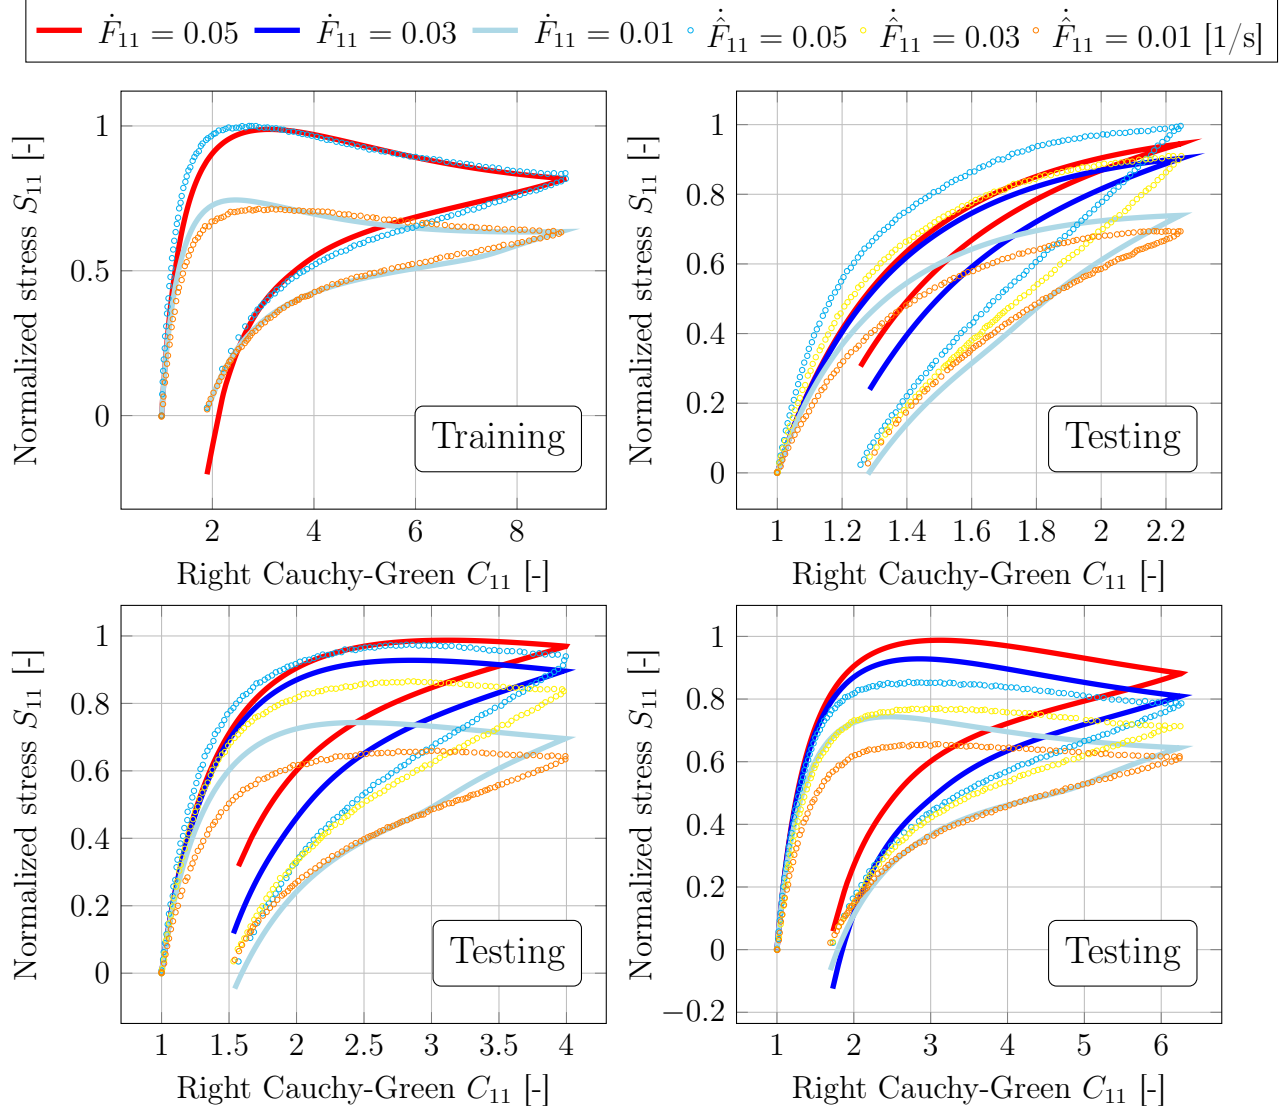 Ḟ₁₁ = 0.05 Ḟ₁₁ = 0.03 Ḟ₁₁ = 0.01 F̂̇₁₁ = 0.05 F̂̇₁₁ = 0.03 F̂̇₁₁ = 0.01 [1/s]
Normalized stress S₁₁ [-]
1
0.5
0
Training
2 4 6 8
Right Cauchy-Green C₁₁ [-]
Normalized stress S₁₁ [-]
1
0.8
0.6
0.4
0.2
0
Testing
1 1.2 1.4 1.6 1.8 2 2.2
Right Cauchy-Green C₁₁ [-]
Normalized stress S₁₁ [-]
1
0.8
0.6
0.4
0.2
0
Testing
1 1.5 2 2.5 3 3.5 4
Right Cauchy-Green C₁₁ [-]
Normalized stress S₁₁ [-]
1
0.8
0.6
0.4
0.2
0
−0.2
Testing
1 2 3 4 5 6
Right Cauchy-Green C₁₁ [-]